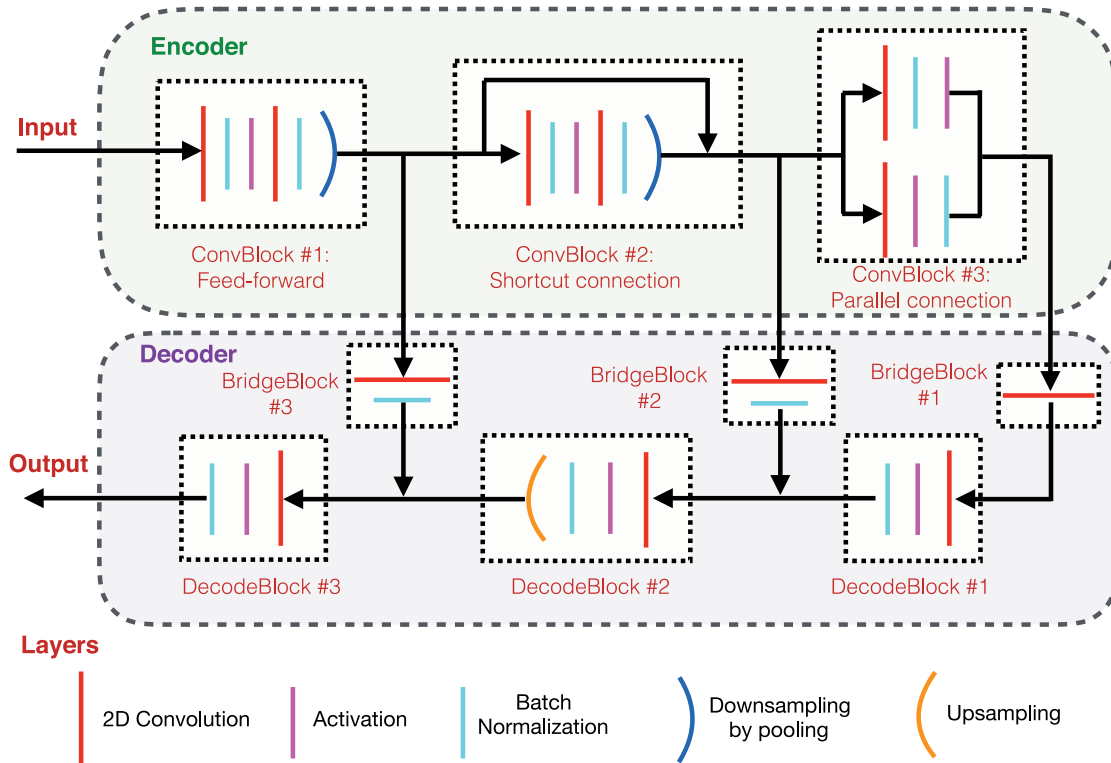 Encoder
Input
ConvBlock #1:
Feed-forward
ConvBlock #2:
Shortcut connection
ConvBlock #3:
Parallel connection
Decoder
BridgeBlock
#3
BridgeBlock
#2
BridgeBlock
#1
Output
DecodeBlock #3
DecodeBlock #2
DecodeBlock #1
Layers
2D Convolution
Activation
Batch
Normalization
Downsampling
by pooling
Upsampling